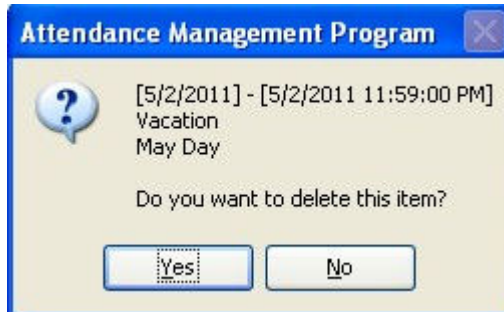 Attendance Management Program
[5/2/2011] - [5/2/2011 11:59:00 PM]
Vacation
May Day
Do you want to delete this item?
Yes
No